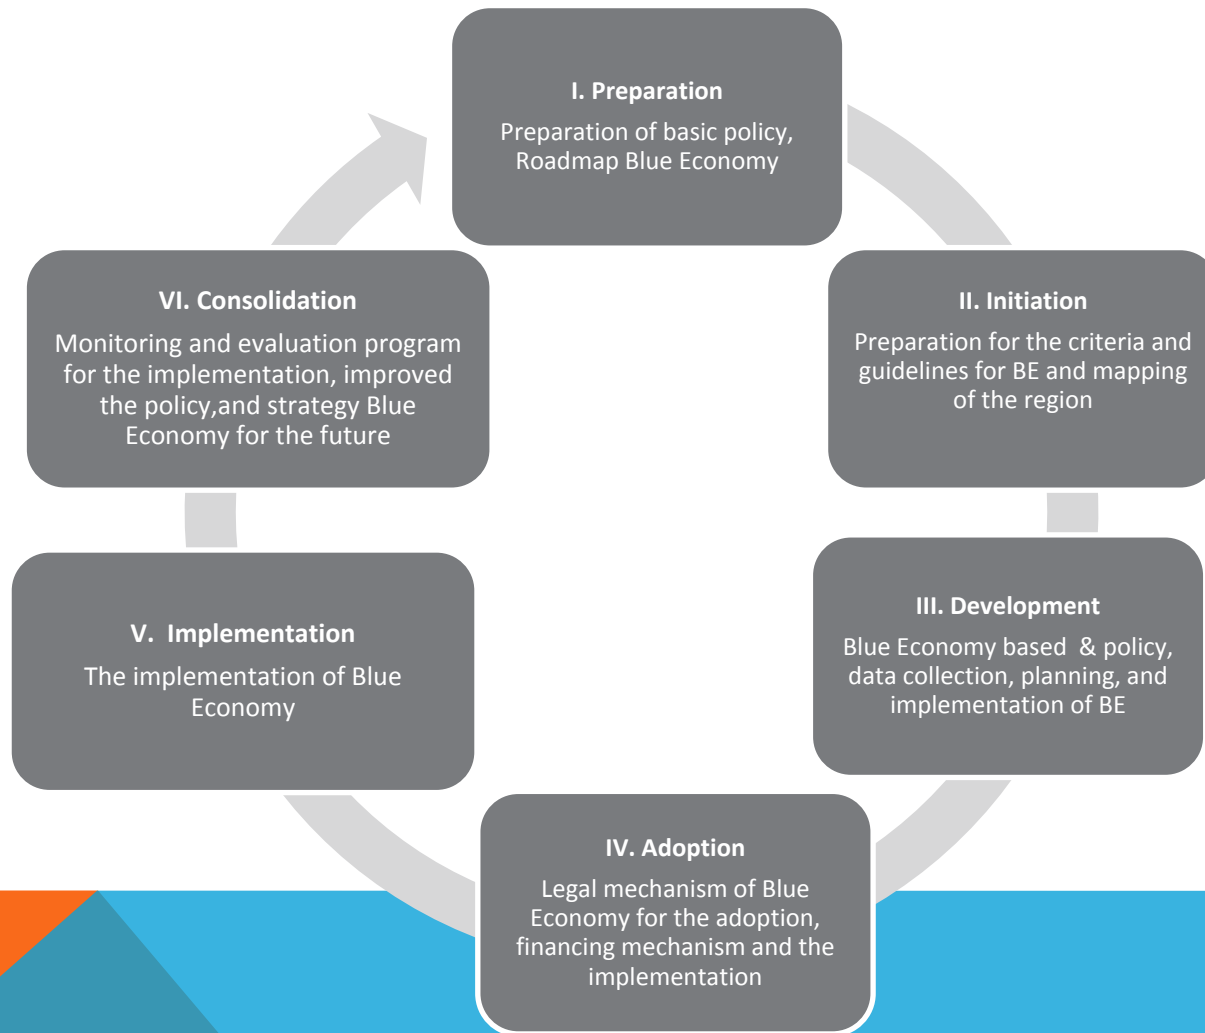 I. Preparation
Preparation of basic policy,
Roadmap Blue Economy
II. Initiation
Preparation for the criteria and
guidelines for BE and mapping
of the region
III. Development
Blue Economy based  & policy,
data collection, planning, and
implementation of BE
IV. Adoption
Legal mechanism of Blue
Economy for the adoption,
financing mechanism and the
implementation
V.  Implementation
The implementation of Blue
Economy
VI. Consolidation
Monitoring and evaluation program
for the implementation, improved
the policy,and strategy Blue
Economy for the future